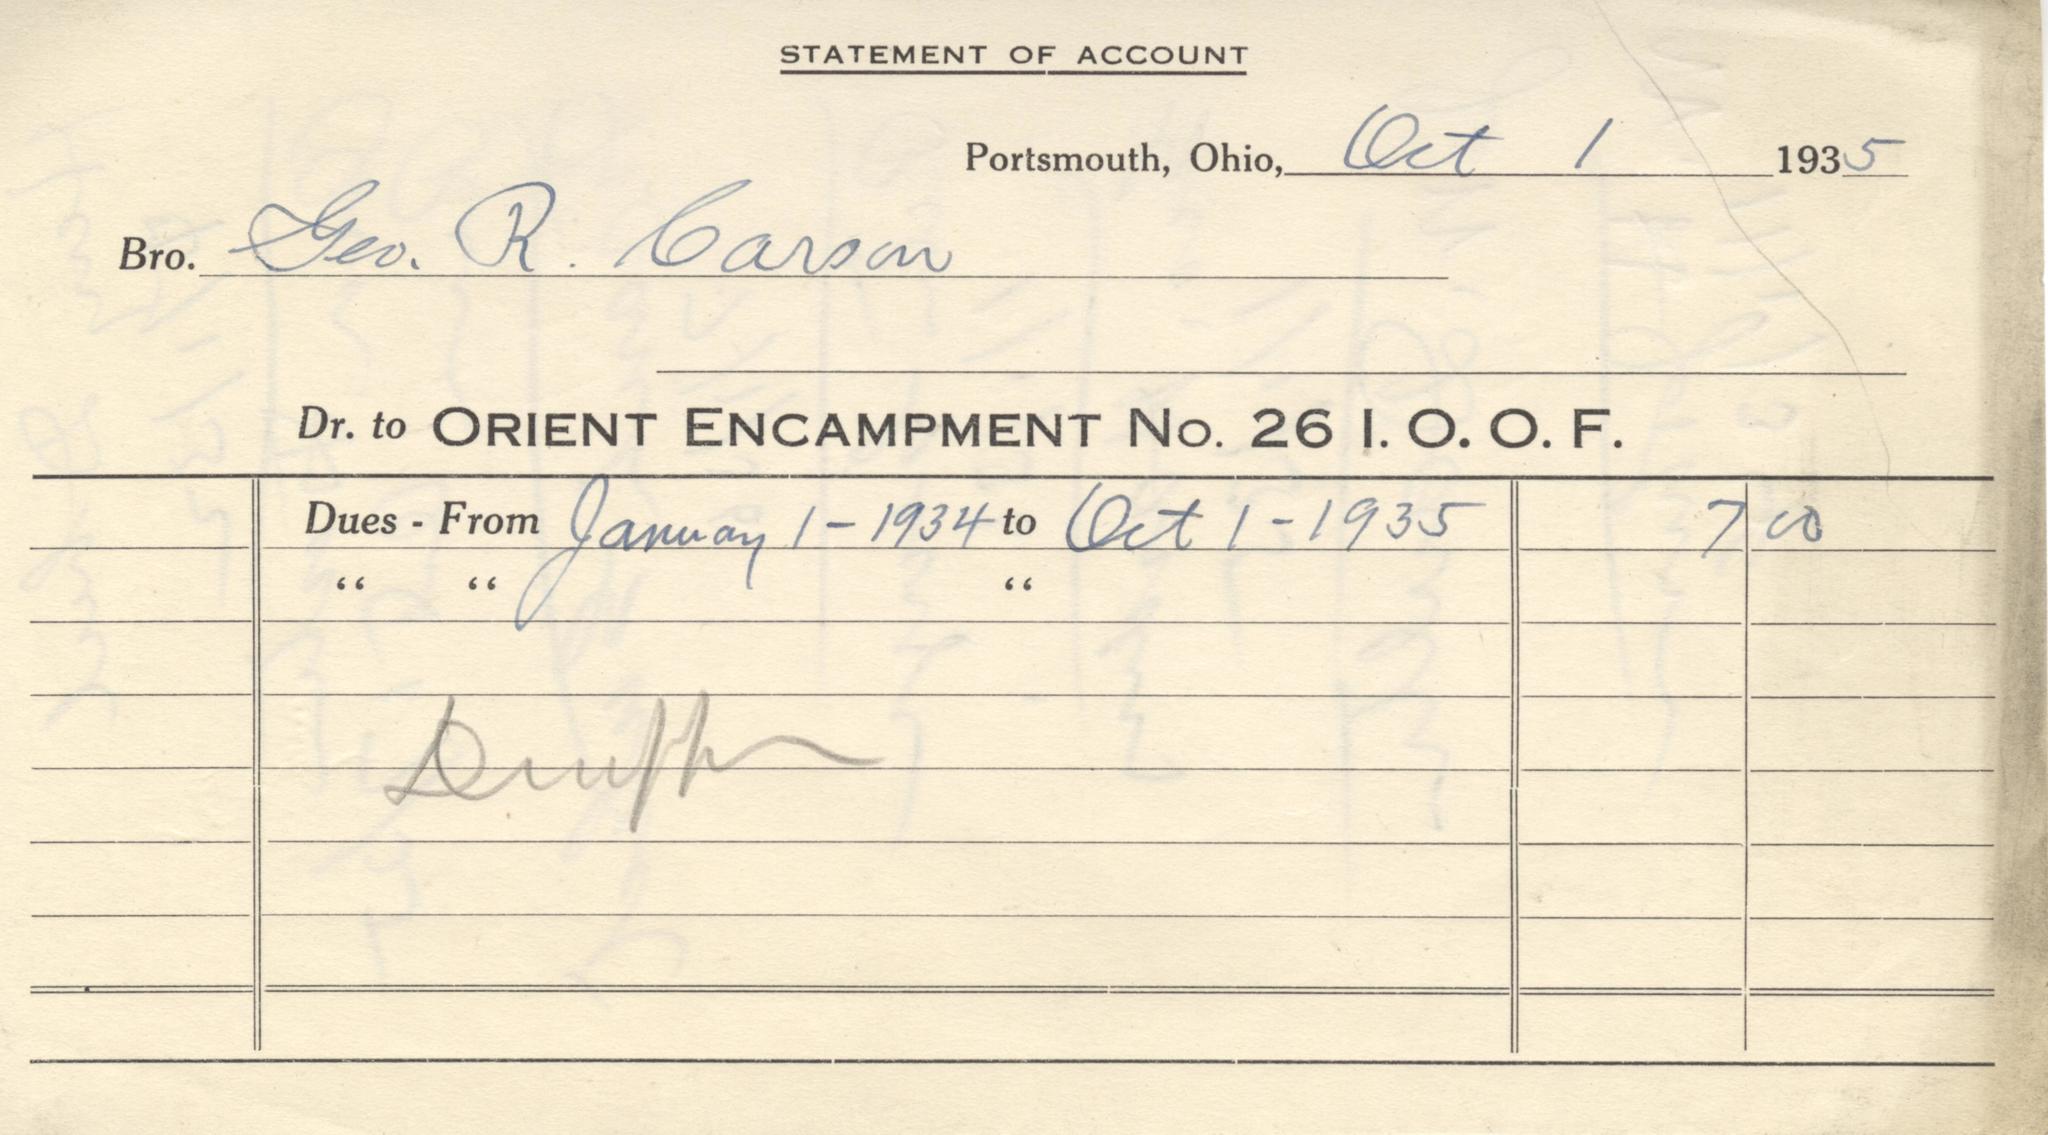 STATEMENT OF ACCOUNT
Portsmouth, Ohio, Oct 1 1935
Bro. Geo. R. Carson
Dr. to ORIENT ENCAMPMENT No. 26 I. O. O. F.
Dues - From January 1 - 1934 to Oct 1 - 1935 7 00
“ “ “